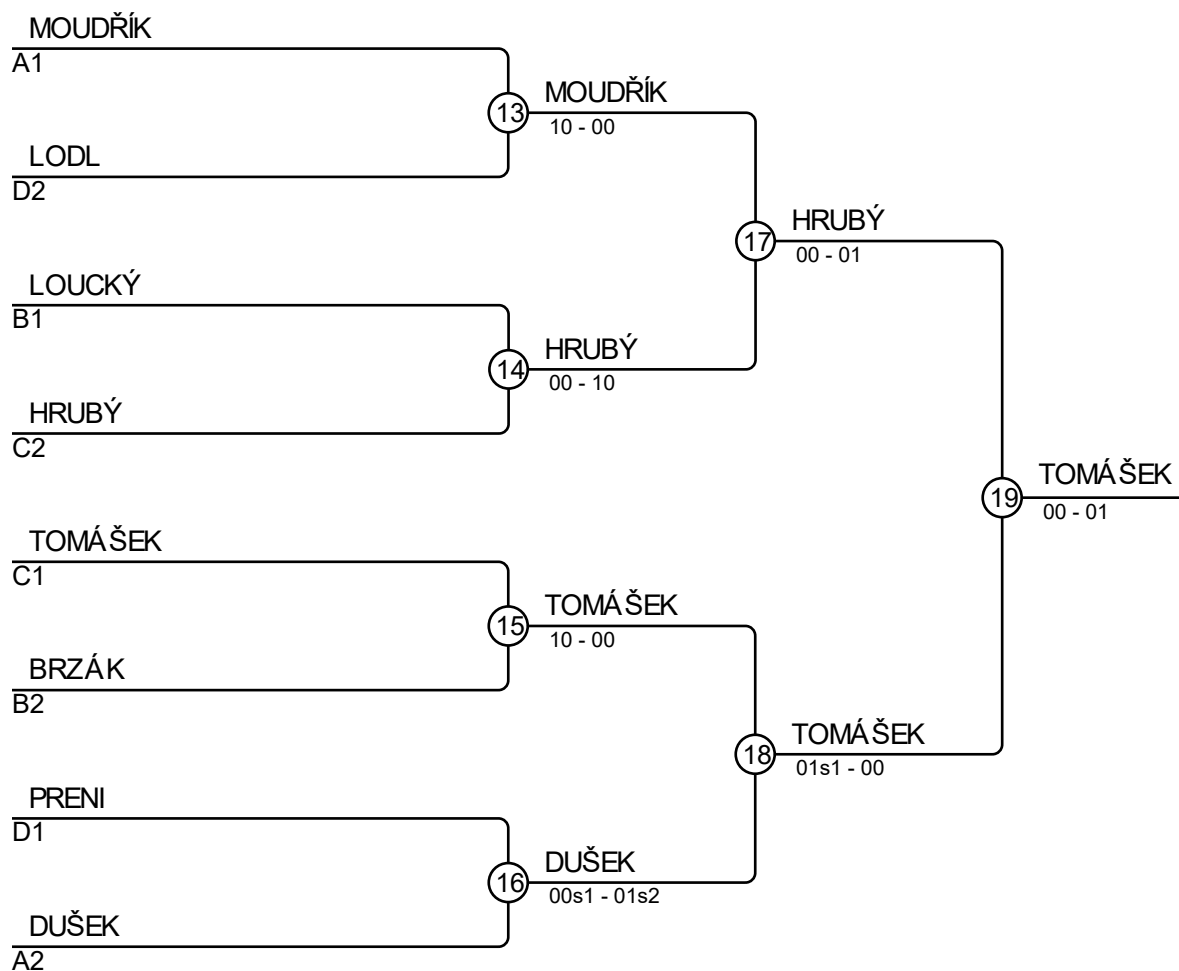 MOUDŘÍK
A1
13
MOUDŘÍK
10 - 00
LODL
D2
17
HRUBÝ
00 - 01
LOUCKÝ
B1
14
HRUBÝ
00 - 10
HRUBÝ
C2
19
TOMÁŠEK
00 - 01
TOMÁŠEK
C1
15
TOMÁŠEK
10 - 00
BRZÁK
B2
18
TOMÁŠEK
01s1 - 00
PRENI
D1
16
DUŠEK
00s1 - 01s2
DUŠEK
A2